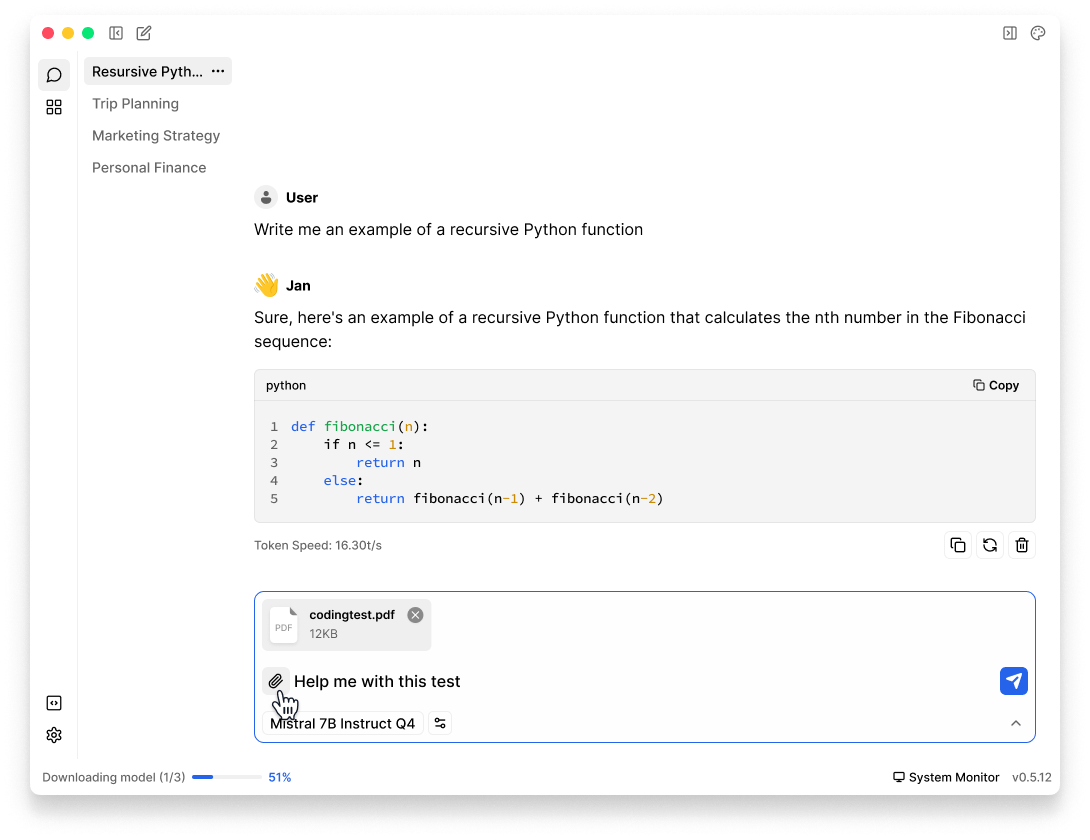 Resursive Pyth... ···
Trip Planning
Marketing Strategy
Personal Finance
User
Write me an example of a recursive Python function
👋 Jan
Sure, here's an example of a recursive Python function that calculates the nth number in the Fibonacci
sequence:
python Copy
1 def fibonacci(n):
2     if n <= 1:
3         return n
4     else:
5         return fibonacci(n-1) + fibonacci(n-2)
Token Speed: 16.30t/s
PDF
codingtest.pdf
12KB
Help me with this test
Mistral 7B Instruct Q4
Downloading model (1/3) 51% System Monitor v0.5.12